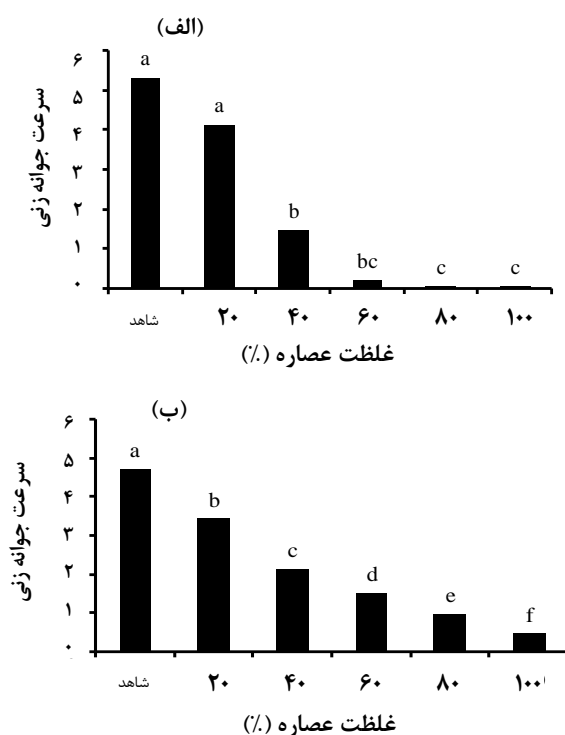 (الف)
سرعت جوانه زنی
۶
۵
۴
۳
۲
۱
۰
a
a
b
bc
c
c
شاهد ۲۰ ۴۰ ۶۰ ۸۰ ۱۰۰
غلظت عصاره (٪)
(ب)
سرعت جوانه زنی
۶
۵
۴
۳
۲
۱
۰
a
b
c
d
e
f
شاهد ۲۰ ۴۰ ۶۰ ۸۰ ۱۰۰
غلظت عصاره (٪)